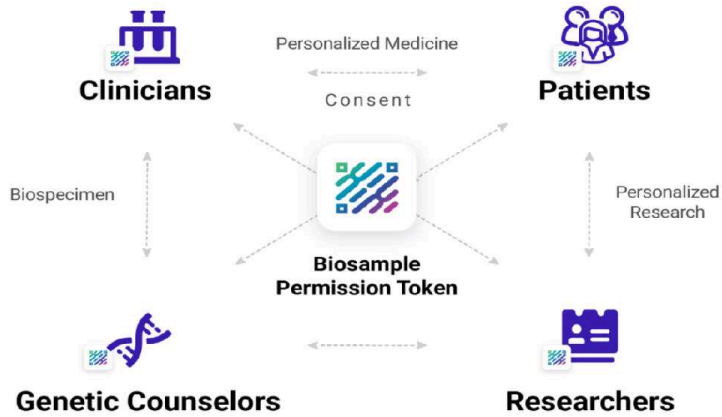 Personalized Medicine
Clinicians
Patients
Consent
Biospecimen
Personalized
Research
Biosample
Permission Token
Genetic Counselors
Researchers